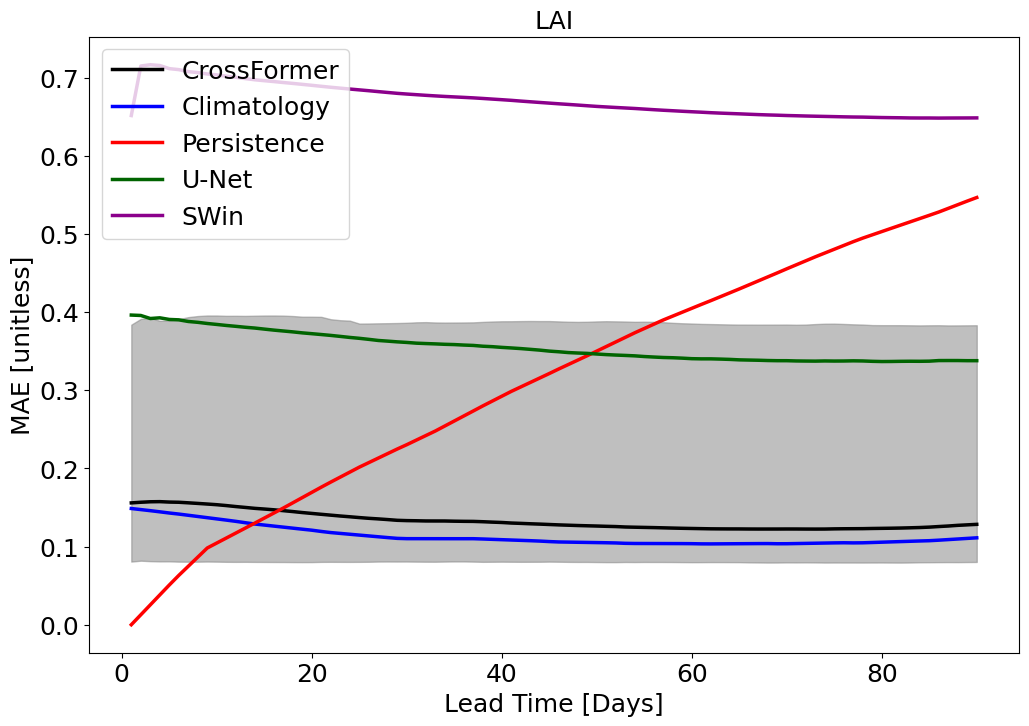 LAI
CrossFormer
Climatology
Persistence
U-Net
SWin
MAE [unitless]
0.7
0.6
0.5
0.4
0.3
0.2
0.1
0.0
0 20 40 60 80
Lead Time [Days]